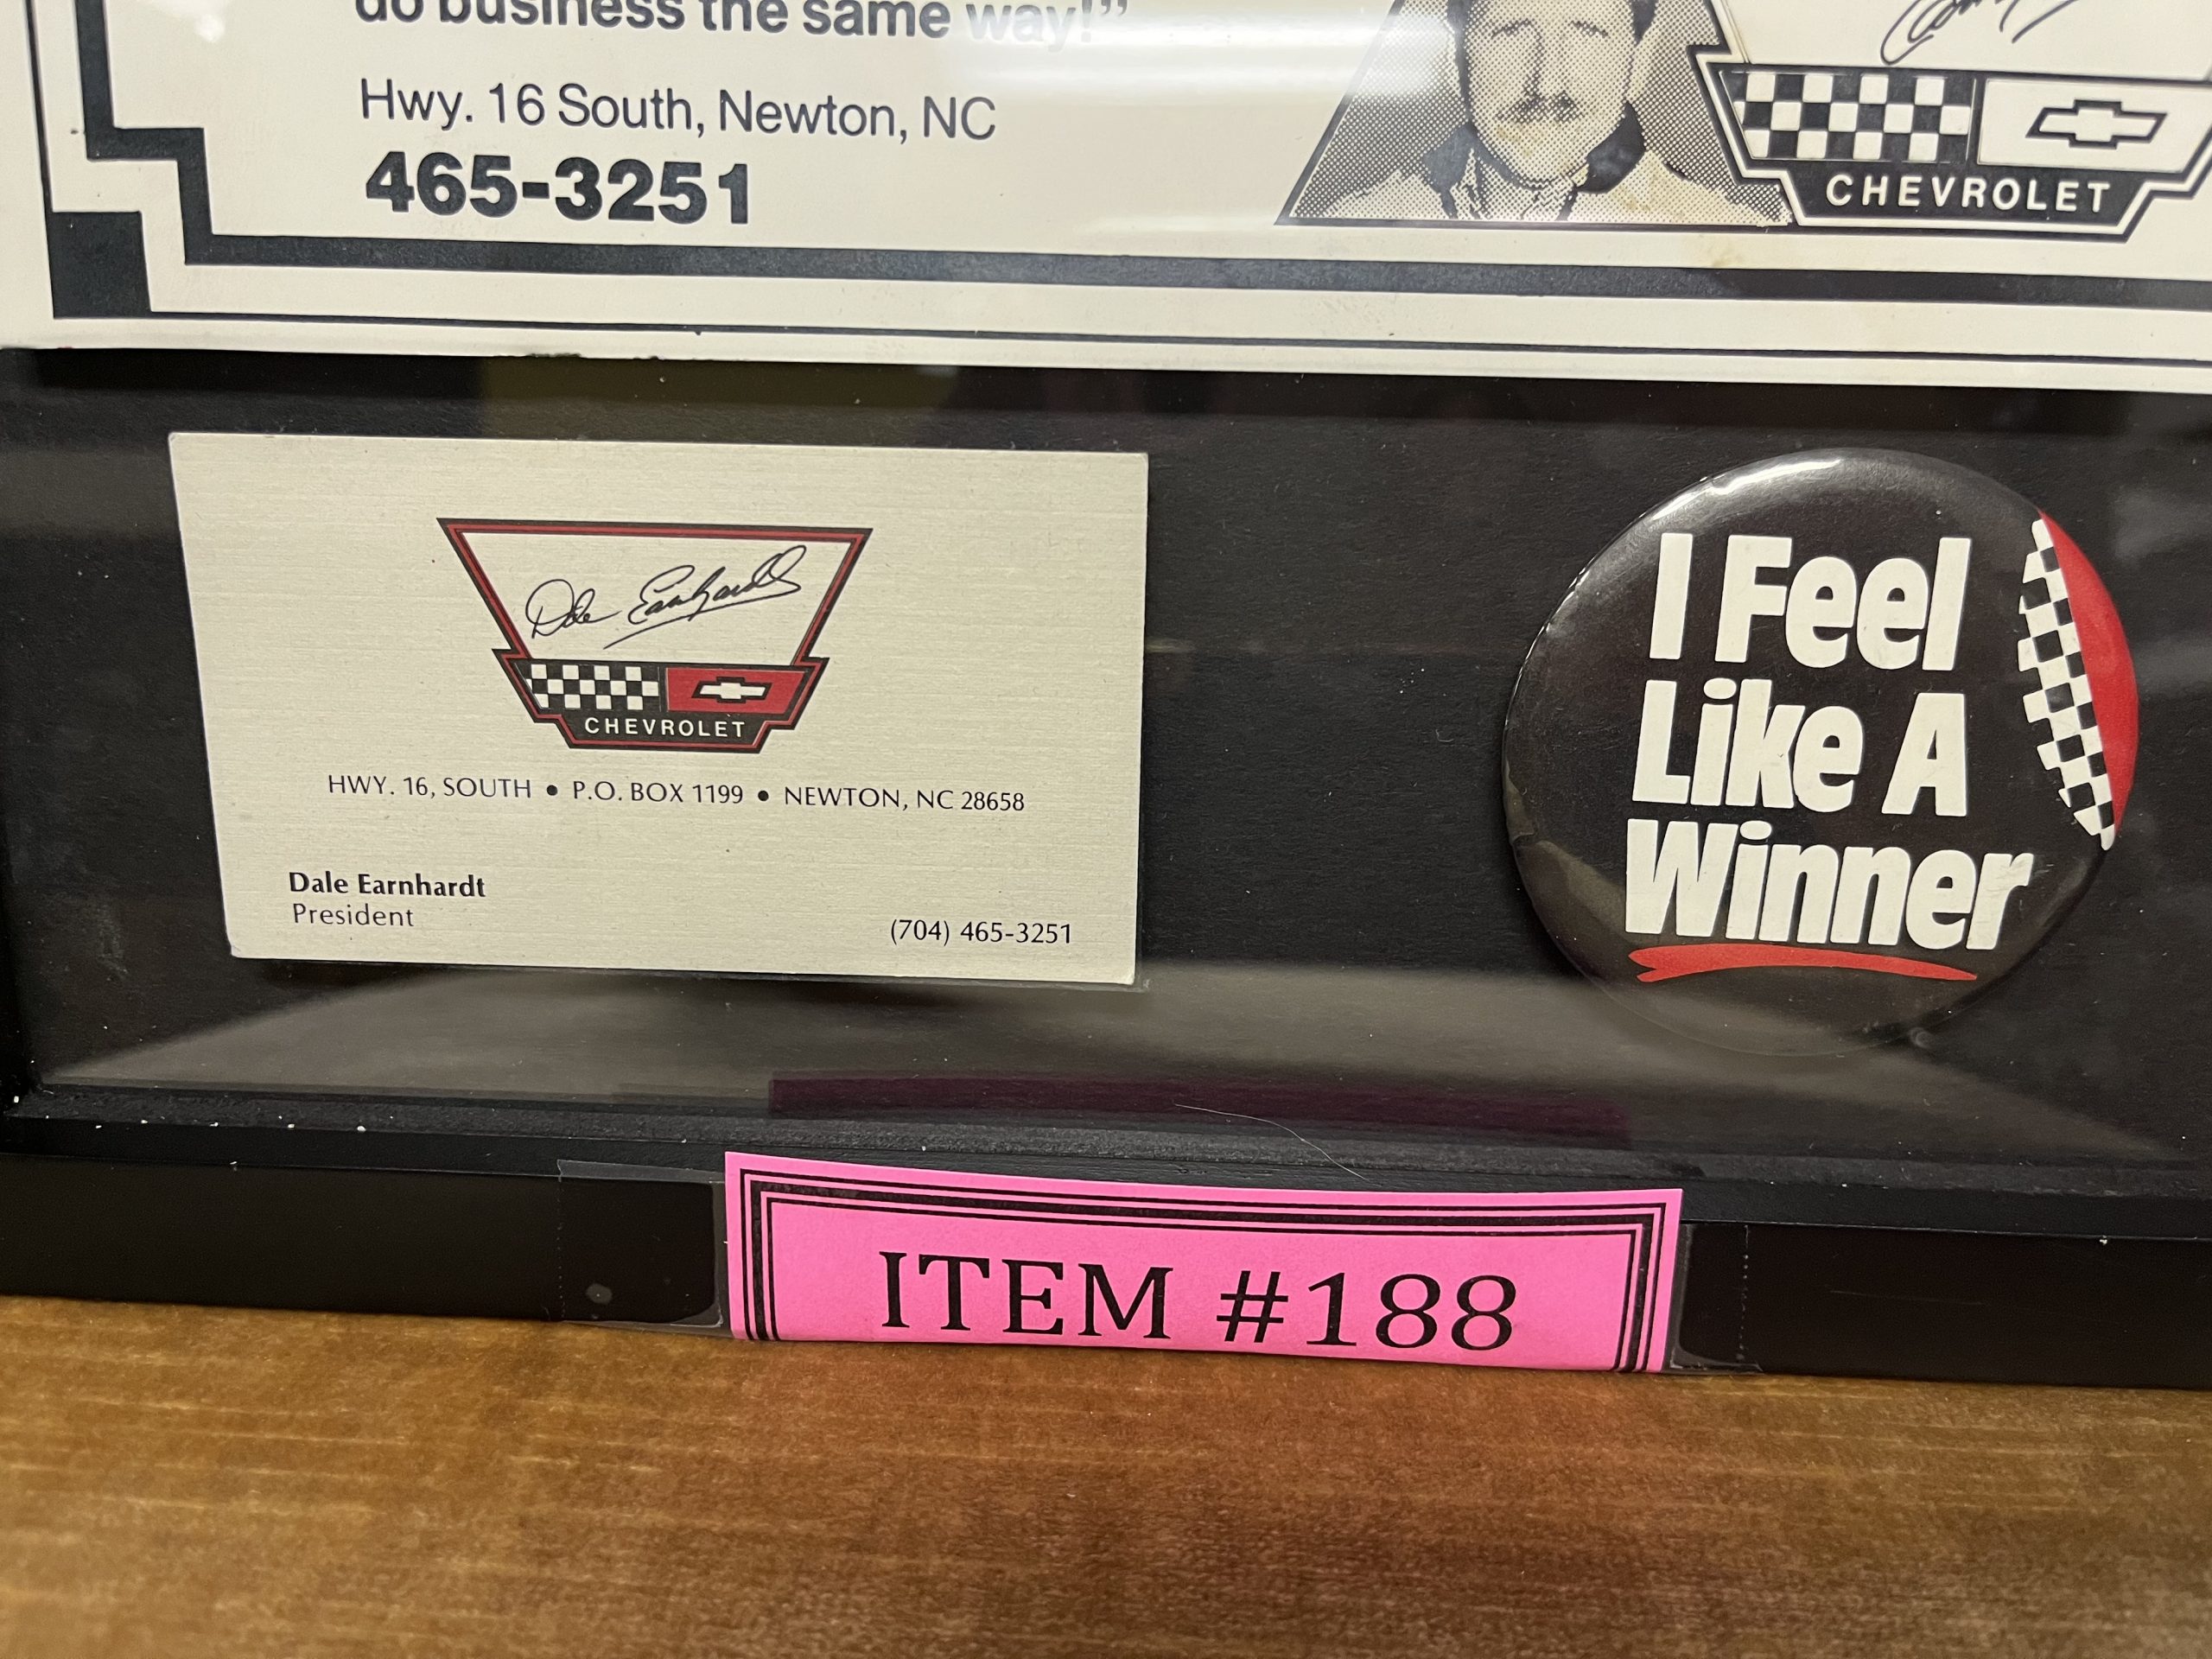 do business the same way!"
Hwy. 16 South, Newton, NC
465-3251
CHEVROLET
Dale Earnhardt
CHEVROLET
HWY. 16, SOUTH • P.O. BOX 1199 • NEWTON, NC 28658
Dale Earnhardt
President
(704) 465-3251
I Feel
Like A
Winner
ITEM #188